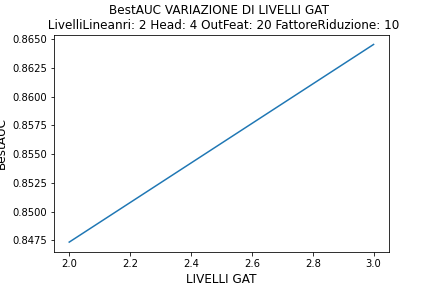 BestAUC VARIAZIONE DI LIVELLI GAT
LivelliLineanri: 2 Head: 4 OutFeat: 20 FattoreRiduzione: 10
0.8650
0.8625
0.8600
0.8575
0.8550
0.8525
0.8500
0.8475
BestAUC
2.0 2.2 2.4 2.6 2.8 3.0
LIVELLI GAT